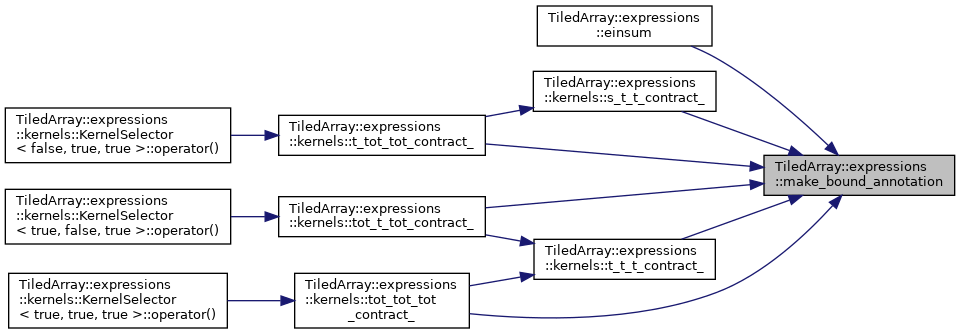 TiledArray::expressions
::einsum
TiledArray::expressions
::kernels::s_t_t_contract_
TiledArray::expressions
::kernels::KernelSelector
< false, true, true >::operator()
TiledArray::expressions
::kernels::t_tot_tot_contract_
TiledArray::expressions
::make_bound_annotation
TiledArray::expressions
::kernels::KernelSelector
< true, false, true >::operator()
TiledArray::expressions
::kernels::tot_t_tot_contract_
TiledArray::expressions
::kernels::t_t_t_contract_
TiledArray::expressions
::kernels::KernelSelector
< true, true, true >::operator()
TiledArray::expressions
::kernels::tot_tot_tot
_contract_